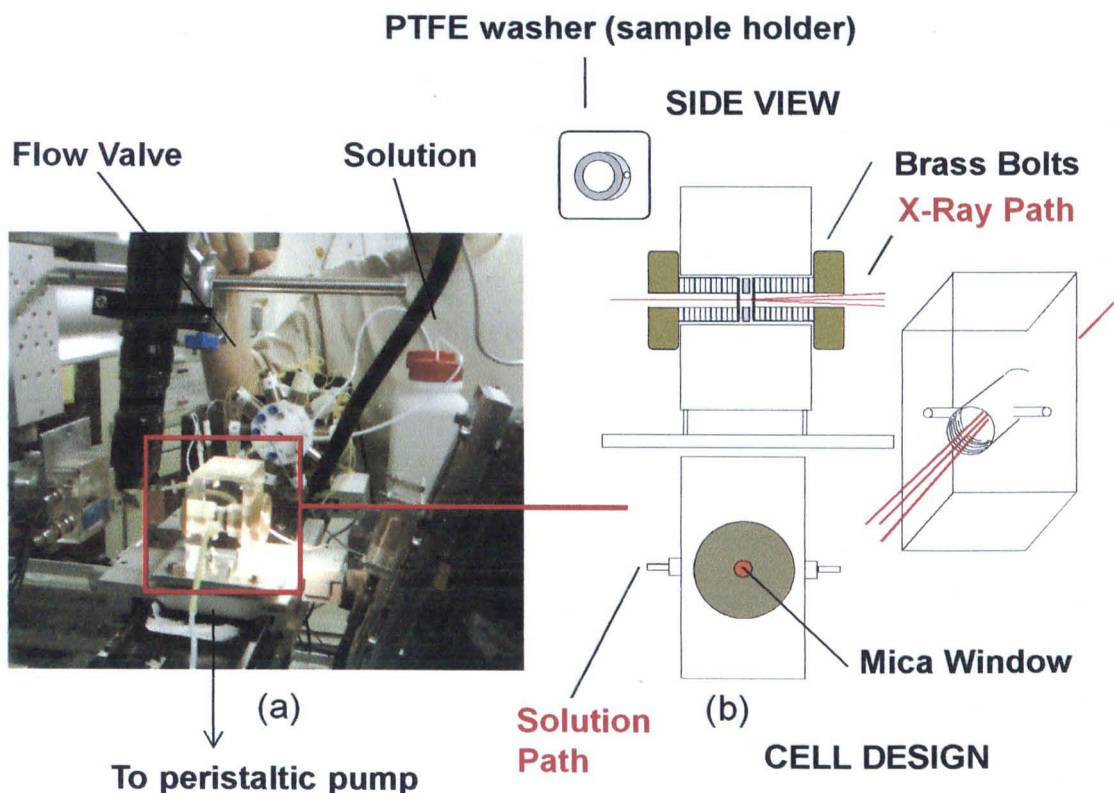 PTFE washer (sample holder)
SIDE VIEW
Flow Valve
Solution
Brass Bolts
X-Ray Path
Mica Window
(a)
(b)
Solution
Path
CELL DESIGN
To peristaltic pump